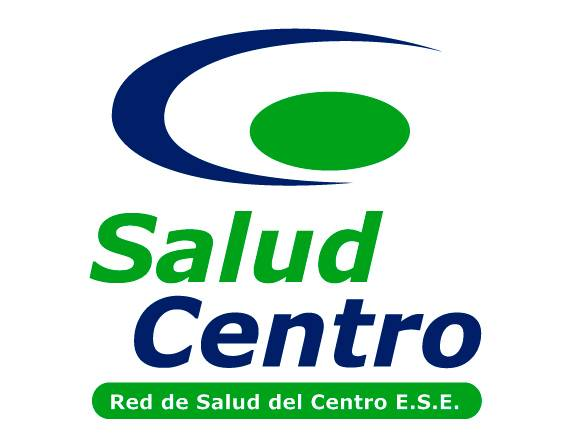 Salud
Centro
Red de Salud del Centro E.S.E.